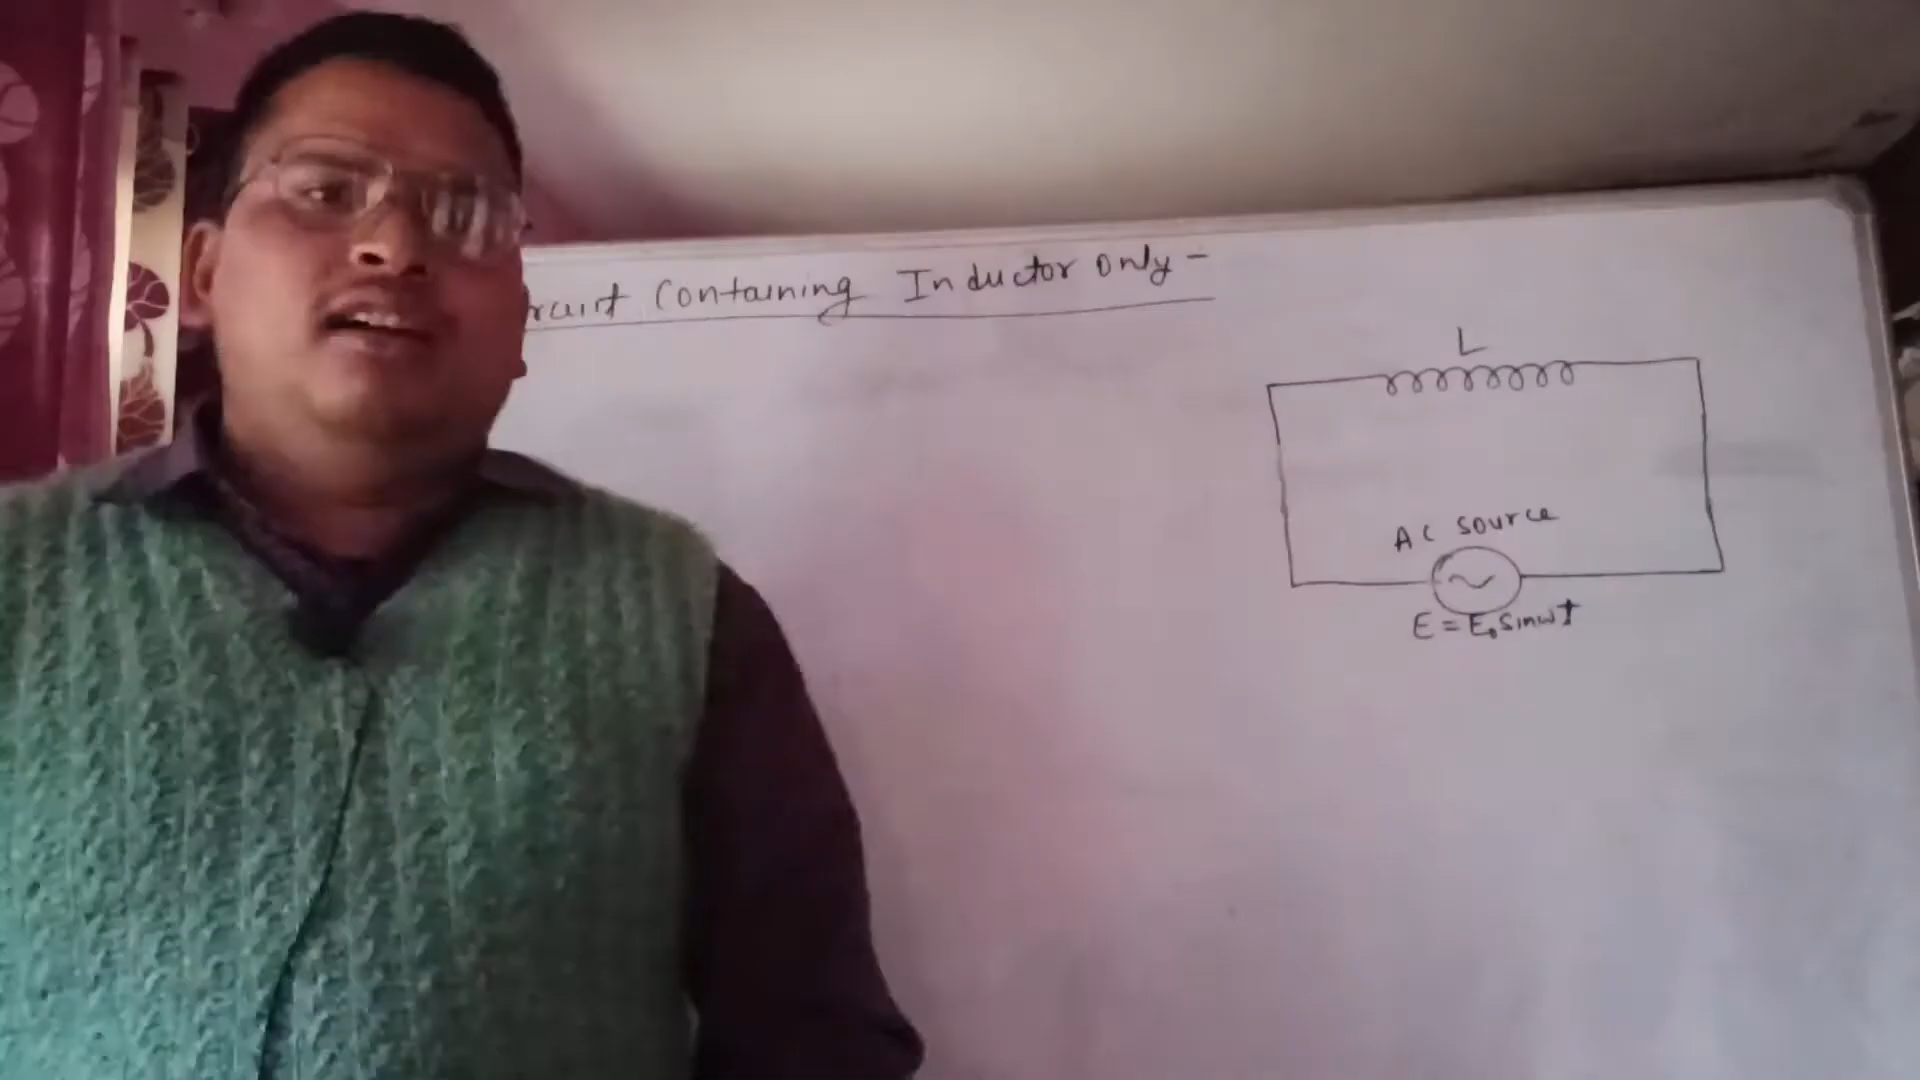 Containing Inductor Only -
L
AC Source
E = E₀ Sinωt